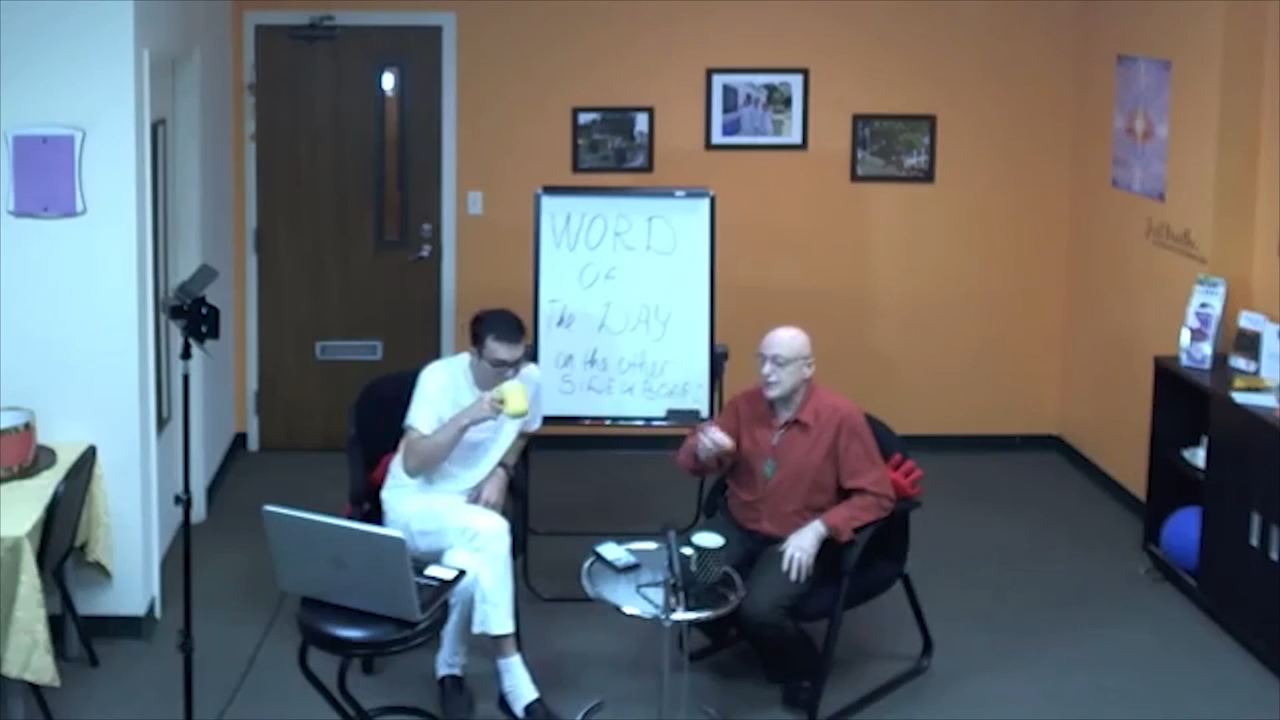 WORD
OF
The DAY
on the other
SIDE of BOARD